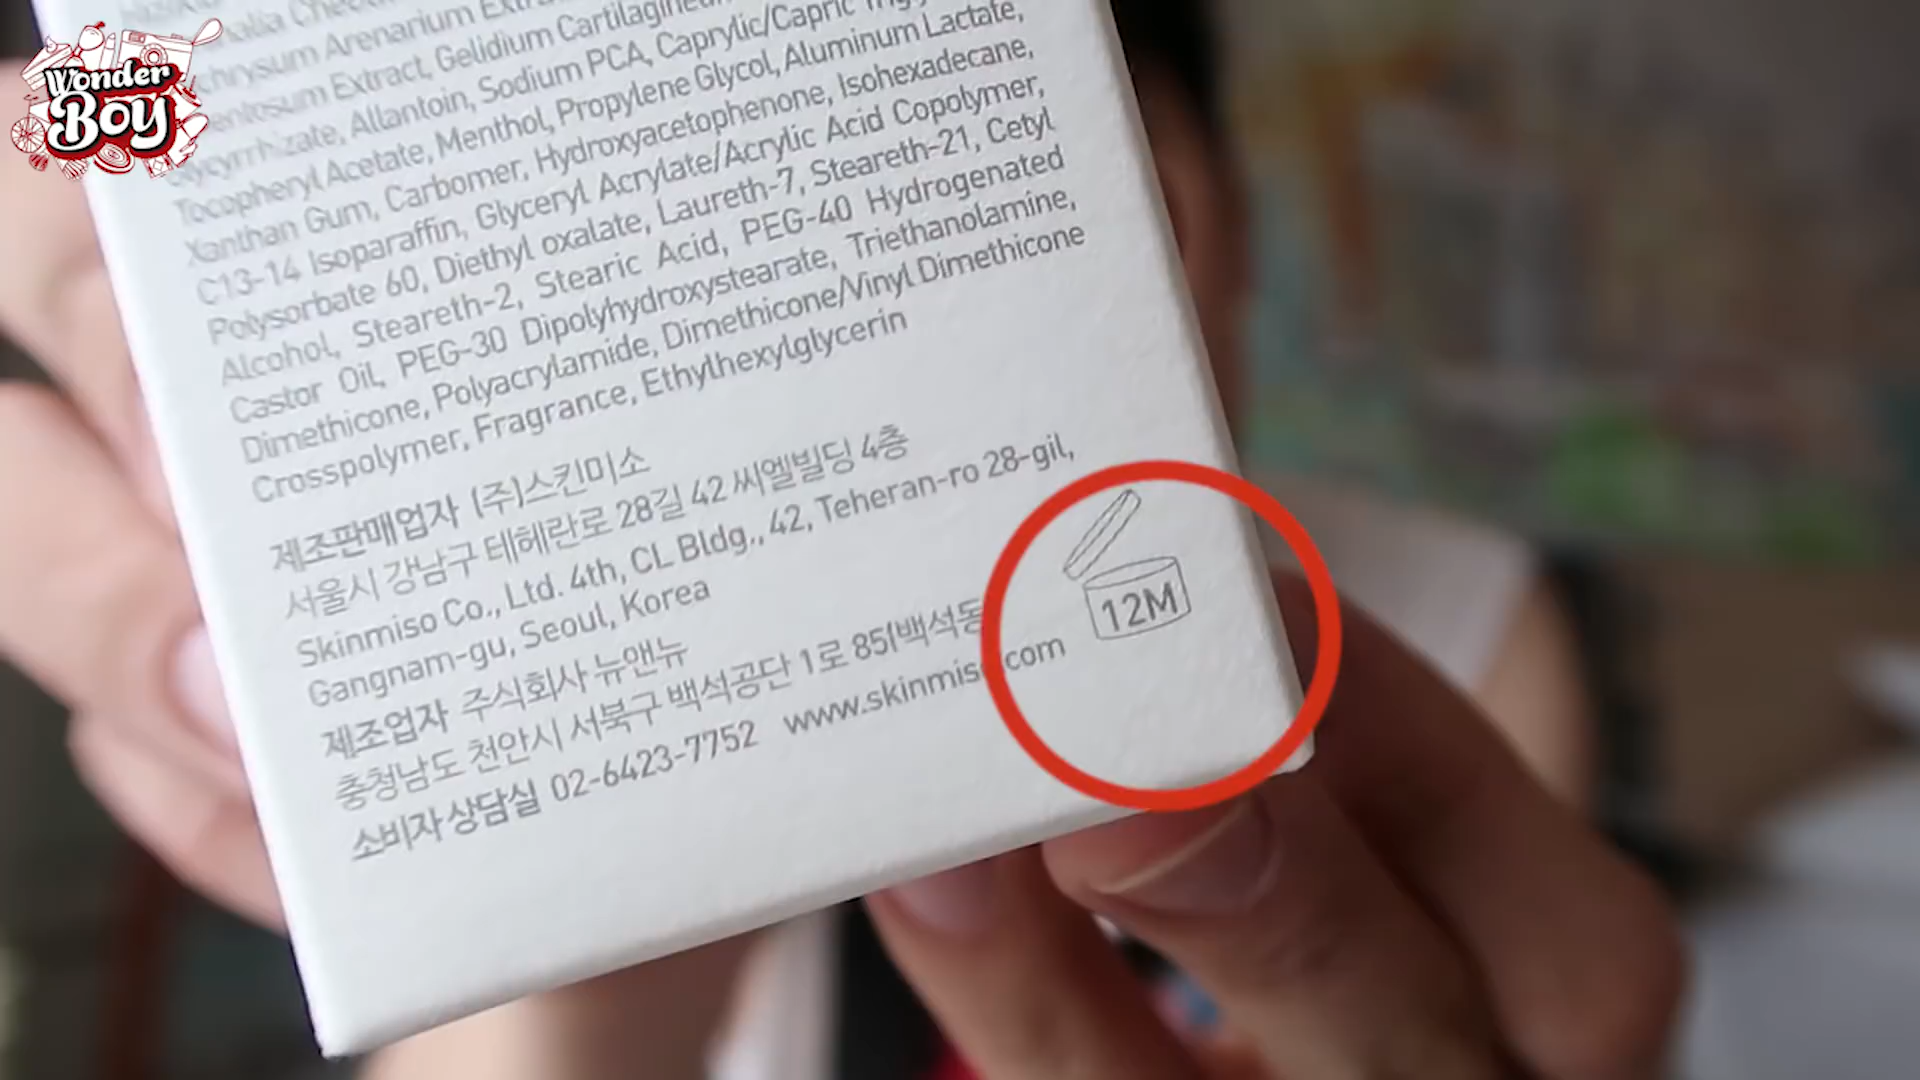 Wonder
Boy
Arenarium
Extract, Gelidium
Allantoin, Sodium PCA, Caprylic/Capric
Tocopheryl Acetate, Menthol, Propylene Glycol, Aluminum Lactate,
Xanthan Gum, Carbomer, Hydroxyacetophenone, Isohexadecane,
C13-14 Isoparaffin, Glyceryl Acrylate/Acrylic Acid Copolymer,
Polysorbate 60, Diethyl oxalate, Laureth-7, Steareth-21, Cetyl
Alcohol, Steareth-2, Stearic Acid, PEG-40 Hydrogenated
Castor Oil, PEG-30 Dipolyhydroxystearate, Triethanolamine,
Dimethicone, Polyacrylamide, Dimethicone/Vinyl Dimethicone
Crosspolymer, Fragrance, Ethylhexylglycerin
제조판매업자 (주)스킨미소
서울시 강남구 테헤란로 28길 42 씨엘빌딩 4층
Skinmiso Co., Ltd. 4th, CL Bldg., 42, Teheran-ro 28-gil,
Gangnam-gu, Seoul, Korea
제조업자 주식회사 뉴앤뉴
충청남도 천안시 서북구 백석공단 1로 85(백석동
소비자 상담실 02-6423-7752 www.skinmiso.com
12M